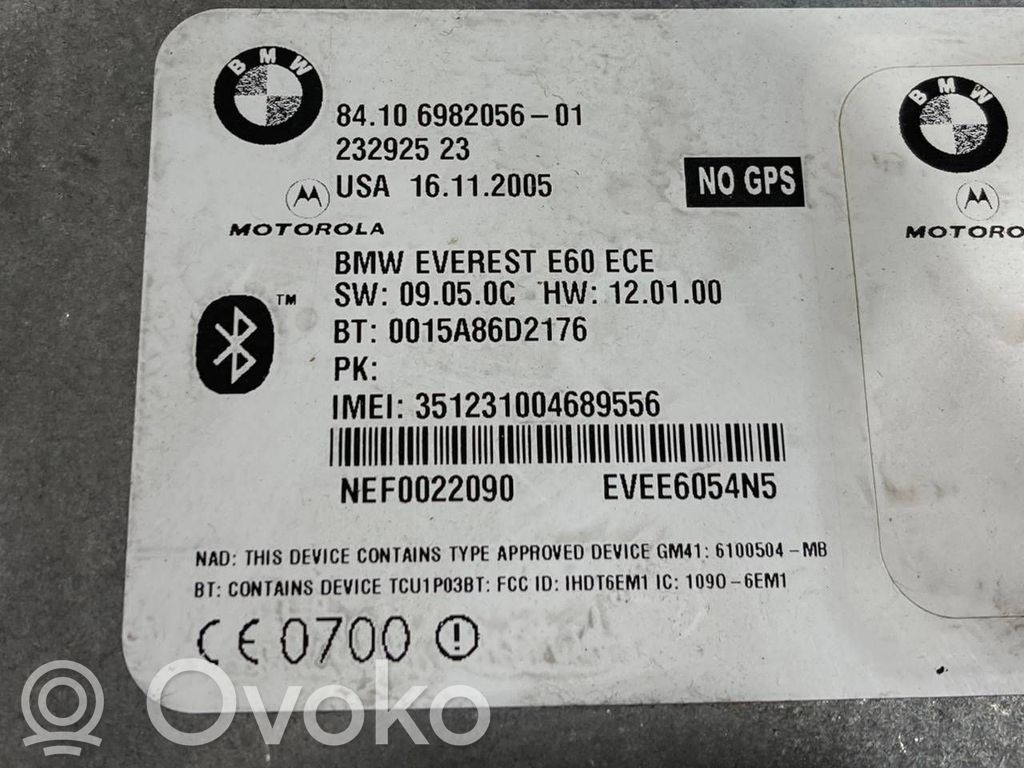 BMW
84.10 6982056-01
232925 23
USA 16.11.2005
NO GPS
MOTOROLA
BMW EVEREST E60 ECE
SW: 09.05.0C HW: 12.01.00
™
BT: 0015A86D2176
PK:
IMEI: 351231004689556
NEF0022090 EVEE6054N5
NAD: THIS DEVICE CONTAINS TYPE APPROVED DEVICE GM41: 6100504-MB
BT: CONTAINS DEVICE TCU1P03BT: FCC ID: IHDT6EM1 IC: 109O-6EM1
CE 0700
BMW
MOTORO
Ovoko